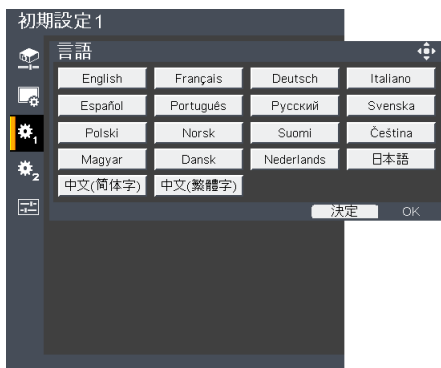 初期設定1
言語
English Français Deutsch Italiano
Español Português Русский Svenska
1
Polski Norsk Suomi Čeština
Magyar Dansk Nederlands 日本語
2
中文(简体字) 中文(繁體字)
決定 OK